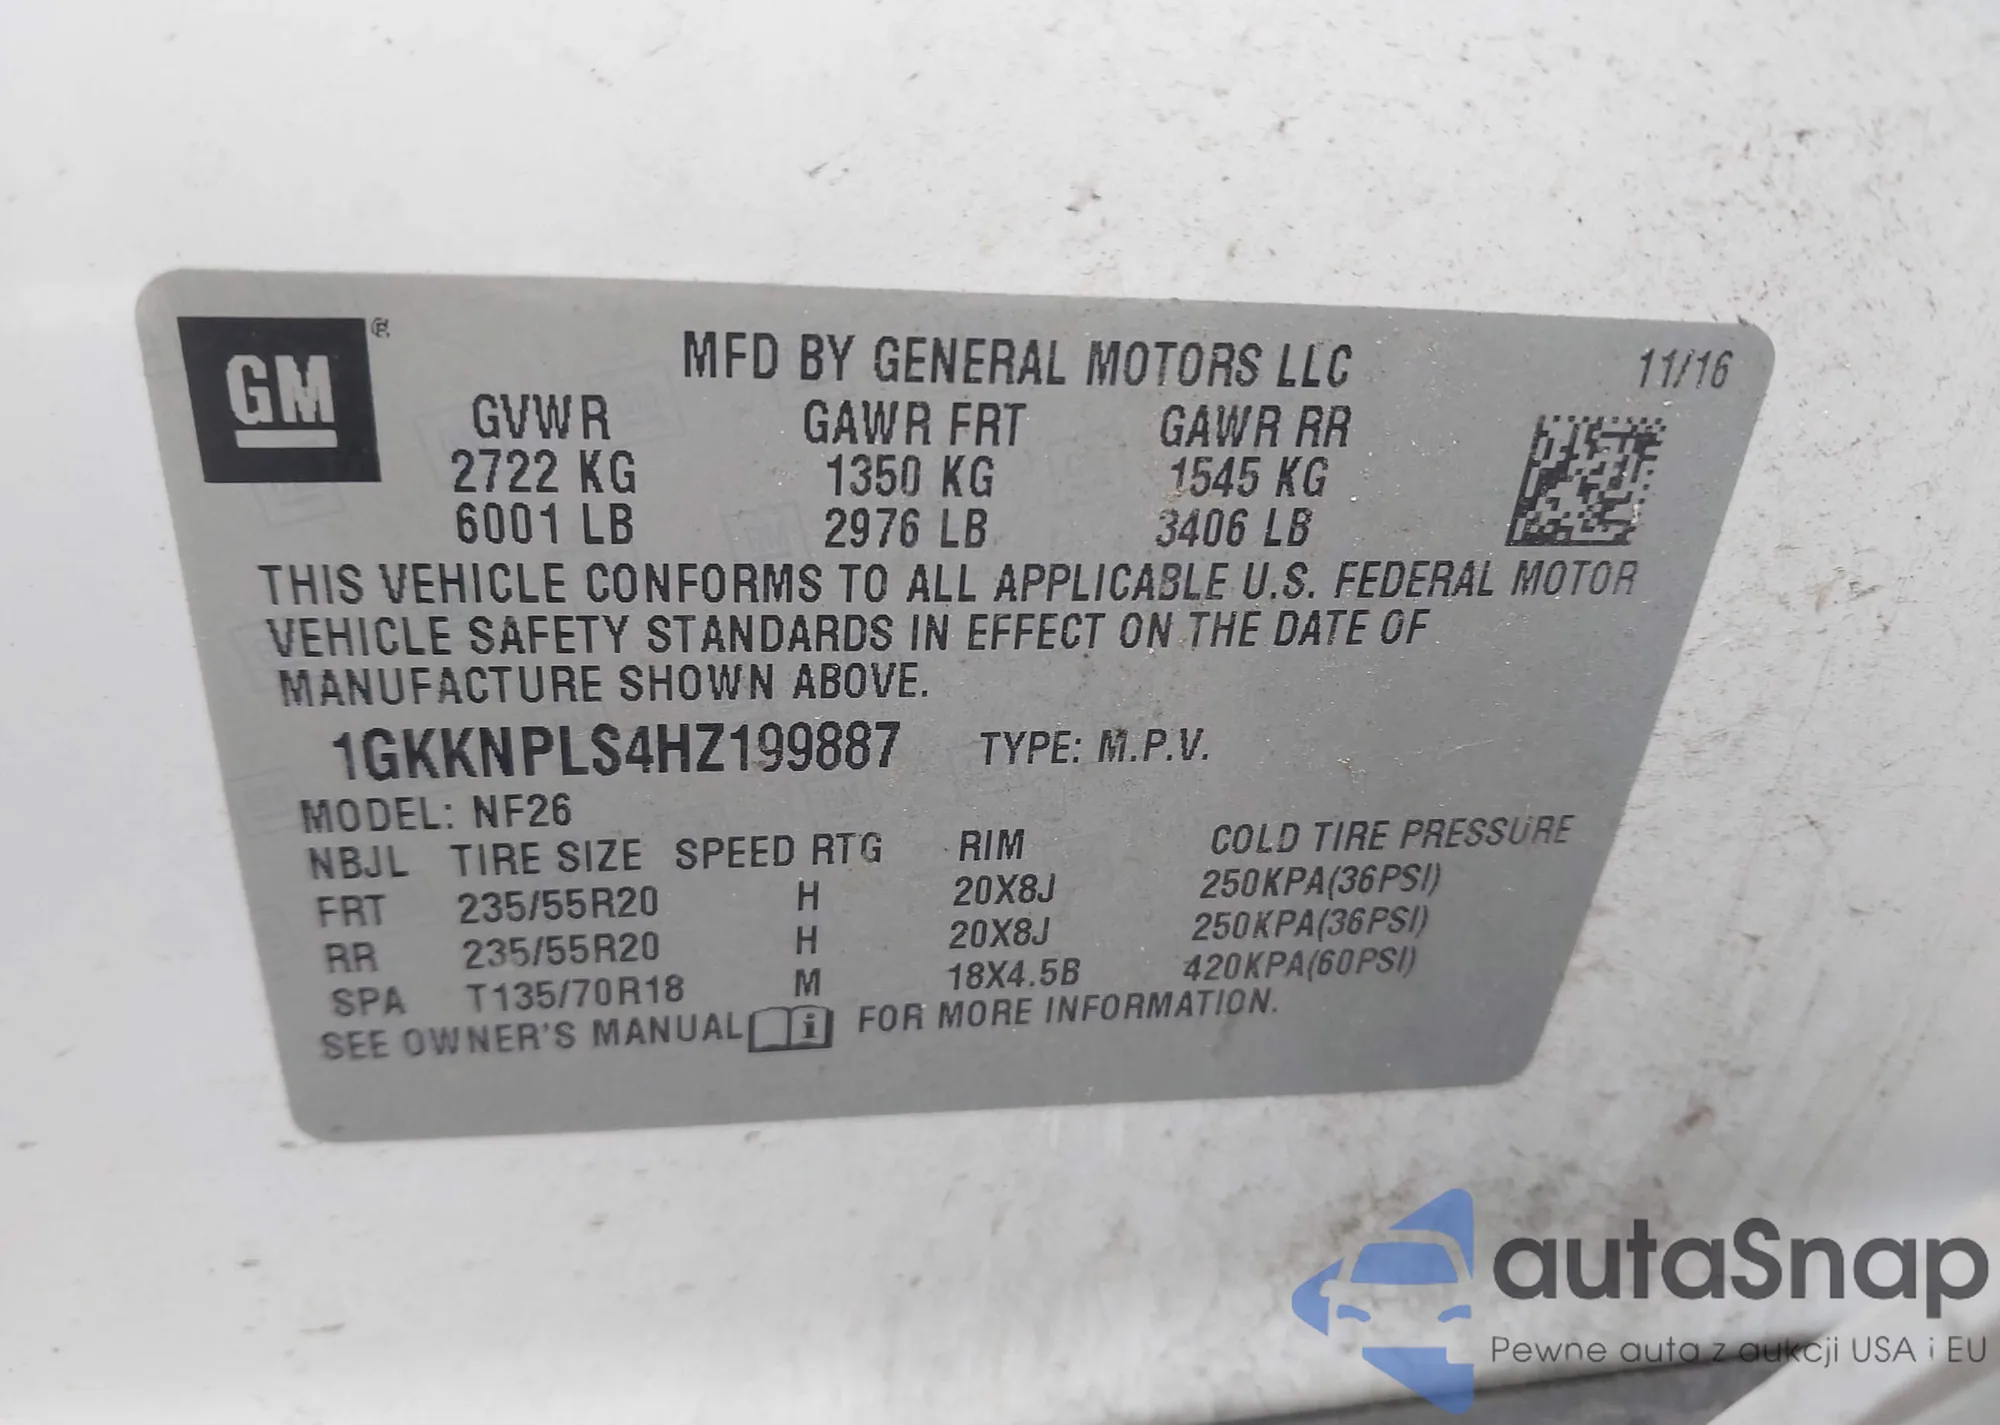 GM ®
MFD BY GENERAL MOTORS LLC 11/16
GVWR GAWR FRT GAWR RR
2722 KG 1350 KG 1545 KG
6001 LB 2976 LB 3406 LB
THIS VEHICLE CONFORMS TO ALL APPLICABLE U.S. FEDERAL MOTOR
VEHICLE SAFETY STANDARDS IN EFFECT ON THE DATE OF
MANUFACTURE SHOWN ABOVE.
1GKKNPLS4HZ199887 TYPE: M.P.V.
MODEL: NF26
NBJL TIRE SIZE SPEED RTG RIM COLD TIRE PRESSURE
FRT 235/55R20 H 20X8J 250KPA(36PSI)
RR 235/55R20 H 20X8J 250KPA(36PSI)
SPA T135/70R18 M 18X4.5B 420KPA(60PSI)
SEE OWNER'S MANUAL i FOR MORE INFORMATION.
autaSnap
Pewne auta z aukcji USA i EU